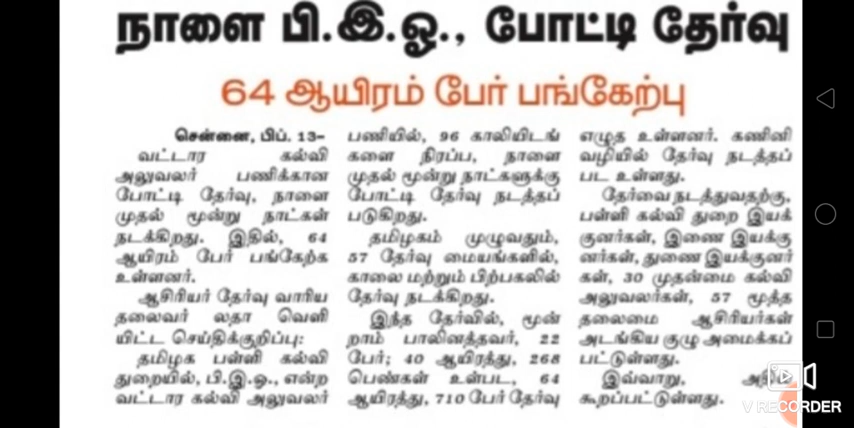 நாளை பி.இ.ஓ., போட்டி தேர்வு
64 ஆயிரம் பேர் பங்கேற்பு
சென்னை, பிப். 13–
வட்டார கல்வி
அலுவலர் பணிக்கான
போட்டி தேர்வு, நாளை
முதல் மூன்று நாட்கள்
நடக்கிறது. இதில், 64
ஆயிரம் பேர் பங்கேற்க
உள்ளனர்.
ஆசிரியர் தேர்வு வாரிய
தலைவர் லதா வெளி
யிட்ட செய்திக்குறிப்பு:
தமிழக பள்ளி கல்வி
துறையில், பி.இ.ஓ., என்ற
வட்டார கல்வி அலுவலர்
பணியில், 96 காலியிடங்
களை நிரப்ப, நாளை
முதல் மூன்று நாட்களுக்கு
போட்டி தேர்வு நடத்தப்
படுகிறது.
தமிழகம் முழுவதும்,
57 தேர்வு மையங்களில்,
காலை மற்றும் பிற்பகலில்
தேர்வு நடக்கிறது.
இந்த தேர்வில், மூன்
றாம் பாலினத்தவர், 22
பேர்; 40 ஆயிரத்து, 268
பெண்கள் உள்பட, 64
ஆயிரத்து, 710 பேர் தேர்வு
எழுத உள்ளனர். கணினி
வழியில் தேர்வு நடத்தப்
பட உள்ளது.
தேர்வை நடத்துவதற்கு,
பள்ளி கல்வி துறை இயக்
குனர்கள், இணை இயக்கு
னர்கள், துணை இயக்குனர்
கள், 30 முதன்மை கல்வி
அலுவலர்கள், 57 மூத்த
தலைமை ஆசிரியர்கள்
அடங்கிய குழு அமைக்கப்
பட்டுள்ளது.
இவ்வாறு,
கூறப்பட்டுள்ளது.
V RECORDER